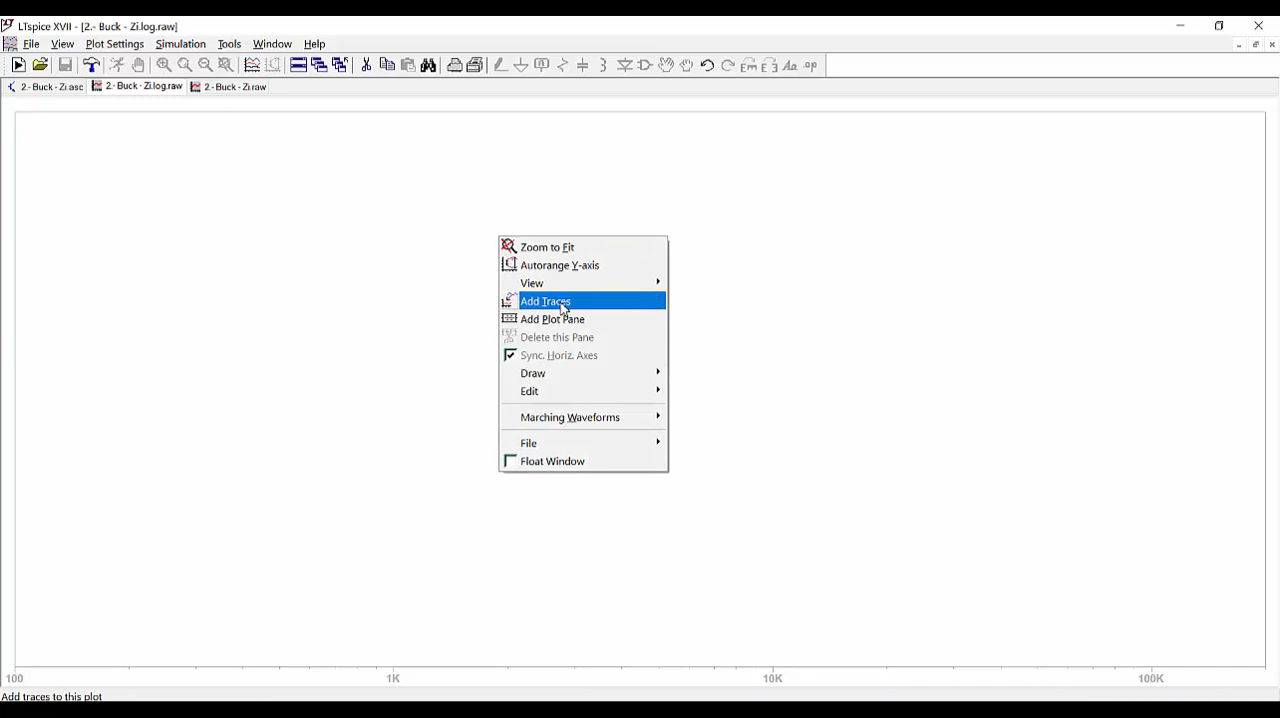 LTspice XVII - [2.- Buck - Zi.log.raw]
File View Plot Settings Simulation Tools Window Help
2.- Buck - Zi.asc 2.- Buck - Zi.log.raw 2.- Buck - Zi.raw
Zoom to Fit
Autorange Y-axis
View
Add Traces
Add Plot Pane
Delete this Pane
Sync. Horiz. Axes
Draw
Edit
Marching Waveforms
File
Float Window
100 1K 10K 100K
Add traces to this plot